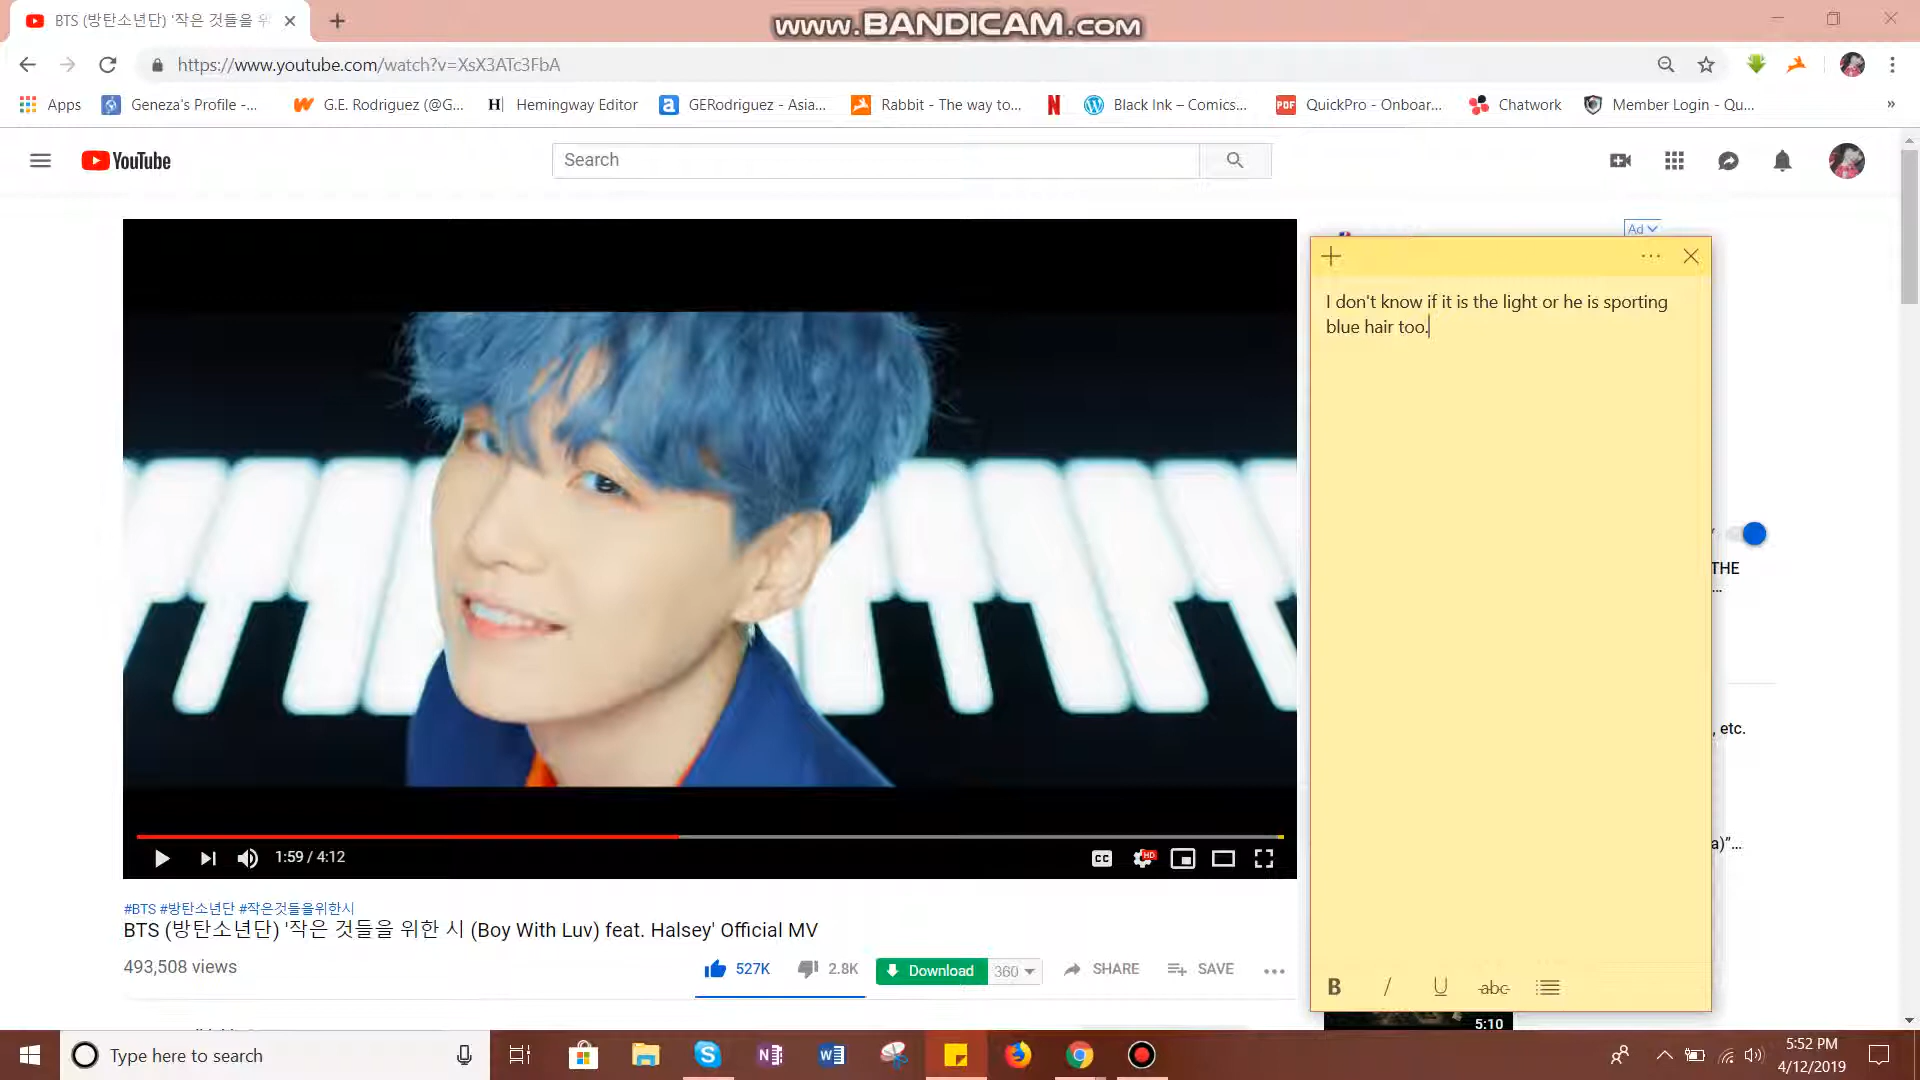 BTS (방탄소년단) '작은 것들을 위
www.BANDICAM.com
https://www.youtube.com/watch?v=XsX3ATc3FbA
Apps
Geneza's Profile -...
G.E. Rodriguez (@G...
Hemingway Editor
GERodriguez - Asia...
Rabbit - The way to...
Black Ink – Comics...
QuickPro - Onboar...
Chatwork
Member Login - Qu...
»
YouTube
Search
Ad
I don't know if it is the light or he is sporting
blue hair too.
THE
...
, etc.
a)”...
1:59 / 4:12
CC
HD
#BTS #방탄소년단 #작은것들을위한시
BTS (방탄소년단) '작은 것들을 위한 시 (Boy With Luv) feat. Halsey' Official MV
493,508 views
527K
2.8K
Download
360
SHARE
SAVE
B
/
U
abc
5:10
Type here to search
5:52 PM
4/12/2019